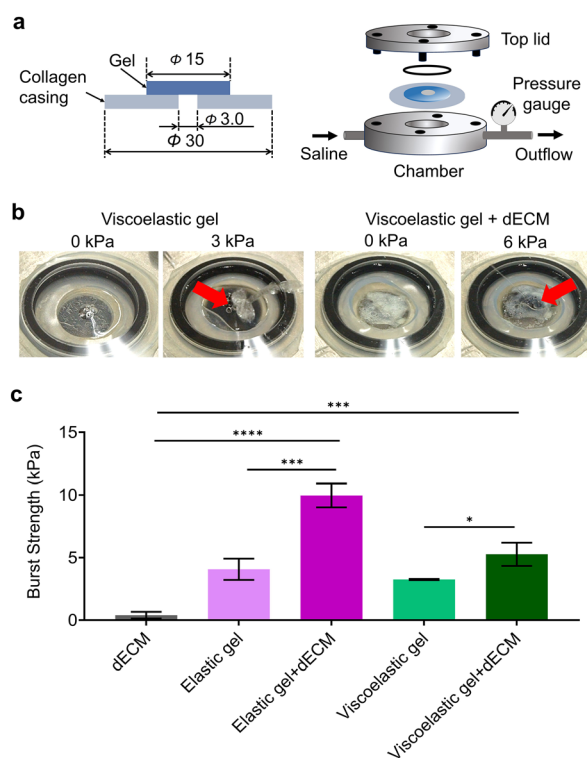 a
Φ 15
Gel
Collagen
casing
Φ 3.0
Φ 30
Top lid
Pressure
gauge
Saline
Chamber
Outflow
b
Viscoelastic gel
0 kPa
3 kPa
Viscoelastic gel + dECM
0 kPa
6 kPa
c
***
****
***
*
15
10
5
0
Burst Strength (kPa)
dECM
Elastic gel
Elastic gel+dECM
Viscoelastic gel
Viscoelastic gel+dECM